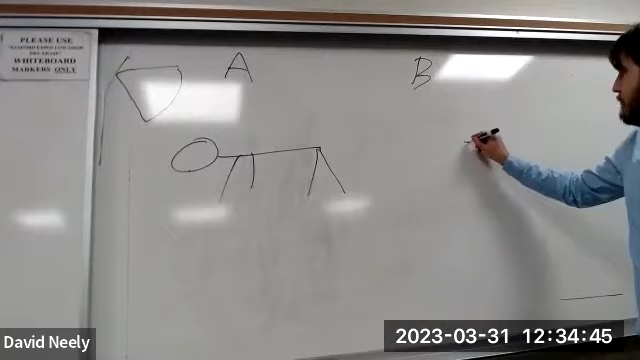 PLEASE USE
WHITEBOARD
MARKERS ONLY
A
B
David Neely
2023-03-31 12:34:45